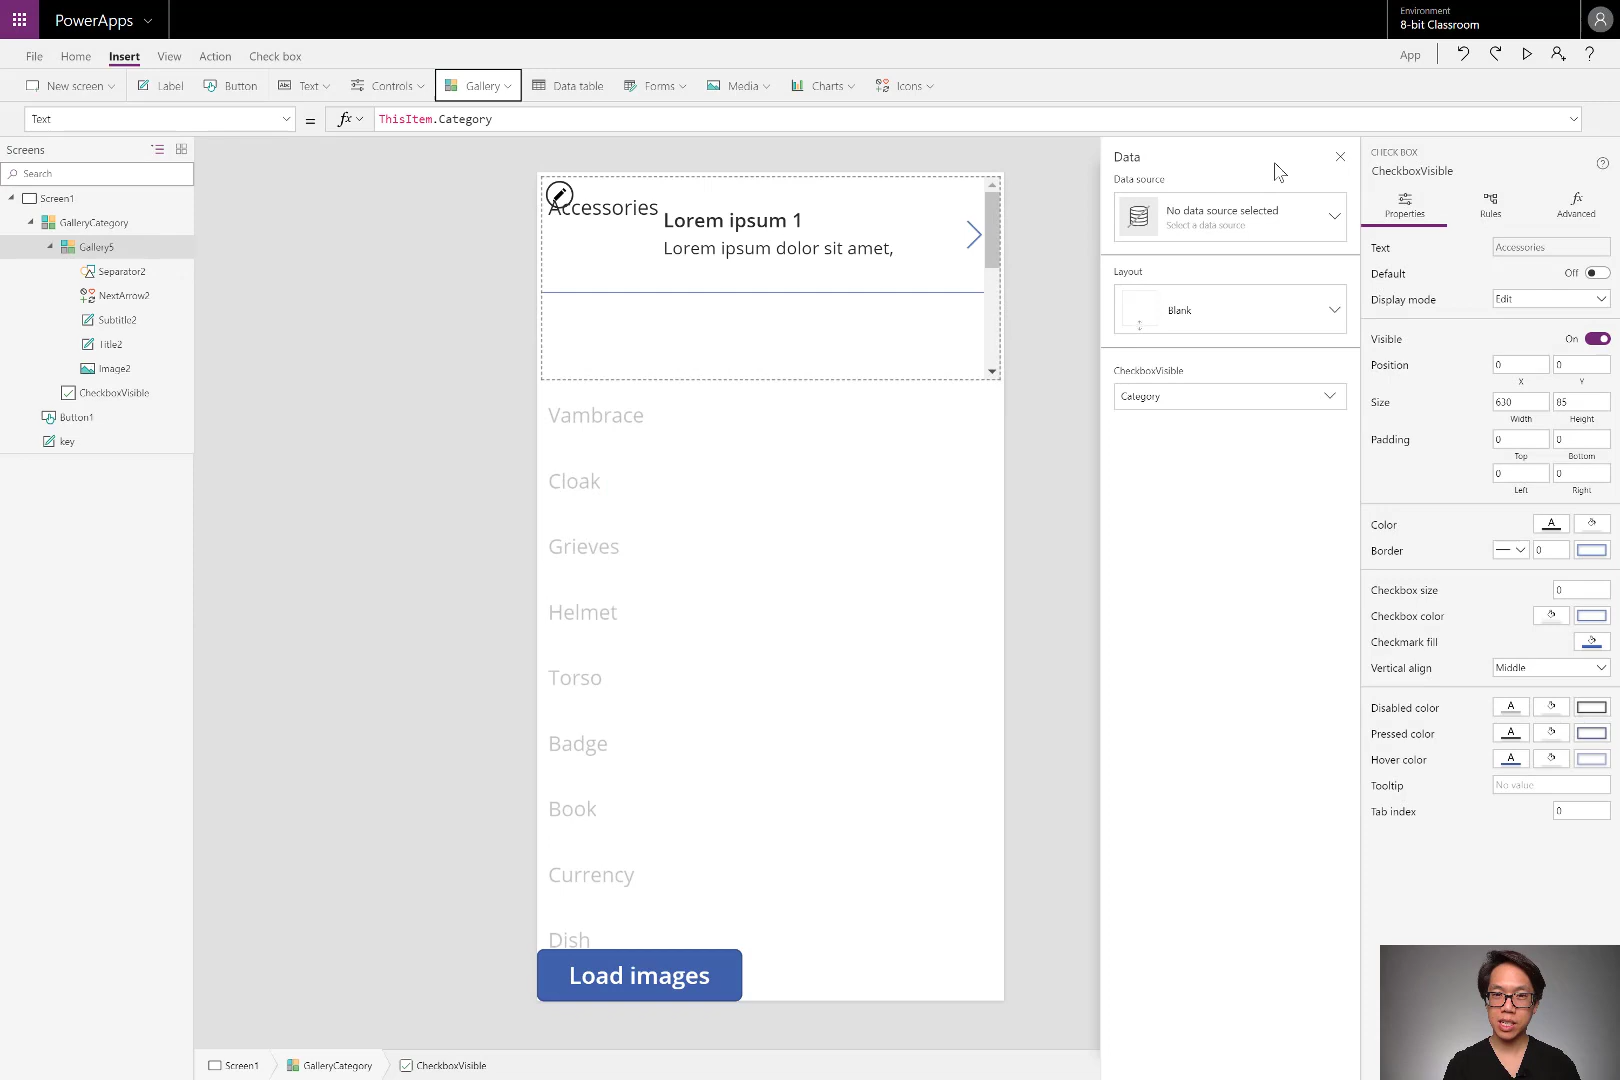 PowerApps
Environment
8-bit Classroom
File Home Insert View Action Check box
App
New screen Label Button Text Controls Gallery Data table Forms Media Charts Icons
Text = fx ThisItem.Category
Screens
Search
Screen1
GalleryCategory
Gallery5
Separator2
NextArrow2
Subtitle2
Title2
Image2
CheckboxVisible
Button1
key
Accessories
Lorem ipsum 1
Lorem ipsum dolor sit amet,
Vambrace
Cloak
Grieves
Helmet
Torso
Badge
Book
Currency
Dish
Load images
Data
Data source
No data source selected
Select a data source
Layout
Blank
CheckboxVisible
Category
CHECK BOX
CheckboxVisible
Properties Rules Advanced
Text Accessories
Default Off
Display mode Edit
Visible On
Position 0 0
X Y
Size 630 85
Width Height
Padding 0 0
Top Bottom
0 0
Left Right
Color
Border 0
Checkbox size 0
Checkbox color
Checkmark fill
Vertical align Middle
Disabled color
Pressed color
Hover color
Tooltip No value
Tab index 0
Screen1 GalleryCategory CheckboxVisible